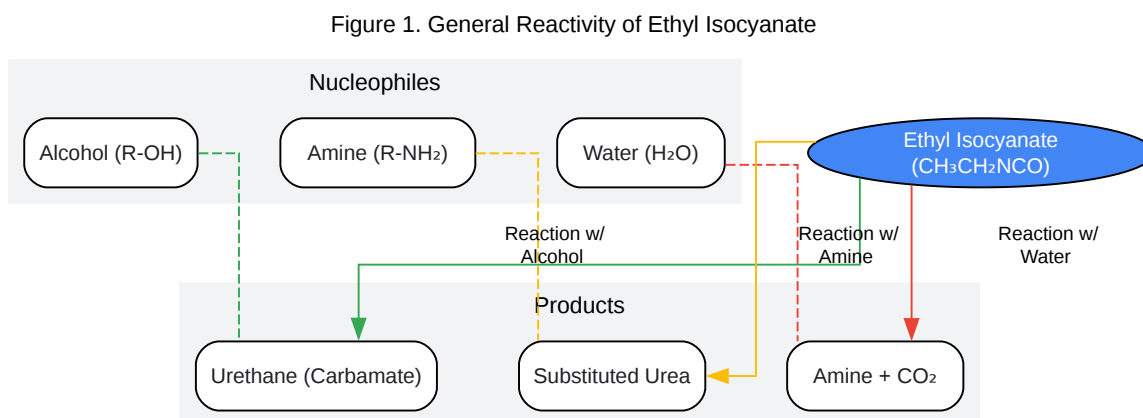 Figure 1. General Reactivity of Ethyl Isocyanate
Nucleophiles
Alcohol (R-OH)
Amine (R-NH₂)
Water (H₂O)
Ethyl Isocyanate
(CH₃CH₂NCO)
Reaction w/
Alcohol
Reaction w/
Amine
Reaction w/
Water
Products
Urethane (Carbamate)
Substituted Urea
Amine + CO₂